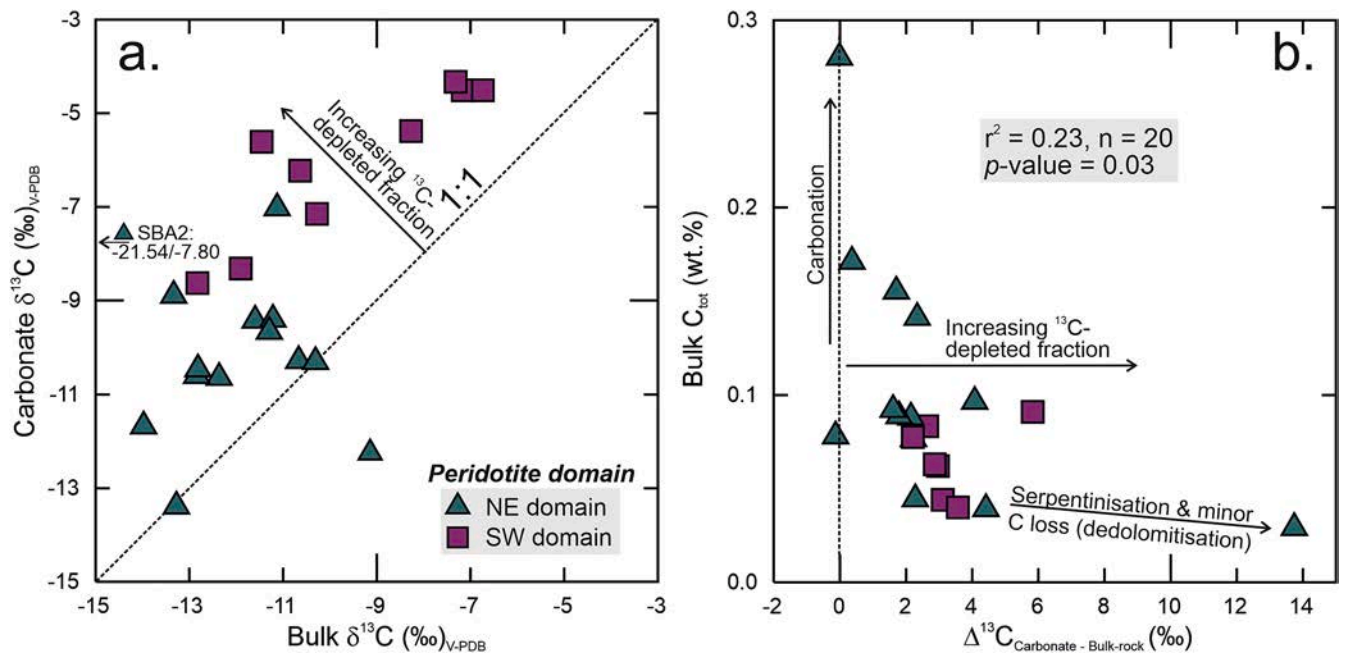 a.
-3
-5
-7
-9
-11
-13
-15
Carbonate δ¹³C (‰)V-PDB
Increasing ¹³C-
depleted fraction
1:1
SBA2:
-21.54/-7.80
Peridotite domain
NE domain
SW domain
-15 -13 -11 -9 -7 -5 -3
Bulk δ¹³C (‰)V-PDB
b.
0.3
0.2
0.1
0.0
Bulk Ctot (wt.%)
Carbonation
r² = 0.23, n = 20
p-value = 0.03
Increasing ¹³C-
depleted fraction
Serpentinisation & minor
C loss (dedolomitisation)
-2 0 2 4 6 8 10 12 14
Δ¹³CCarbonate - Bulk-rock (‰)